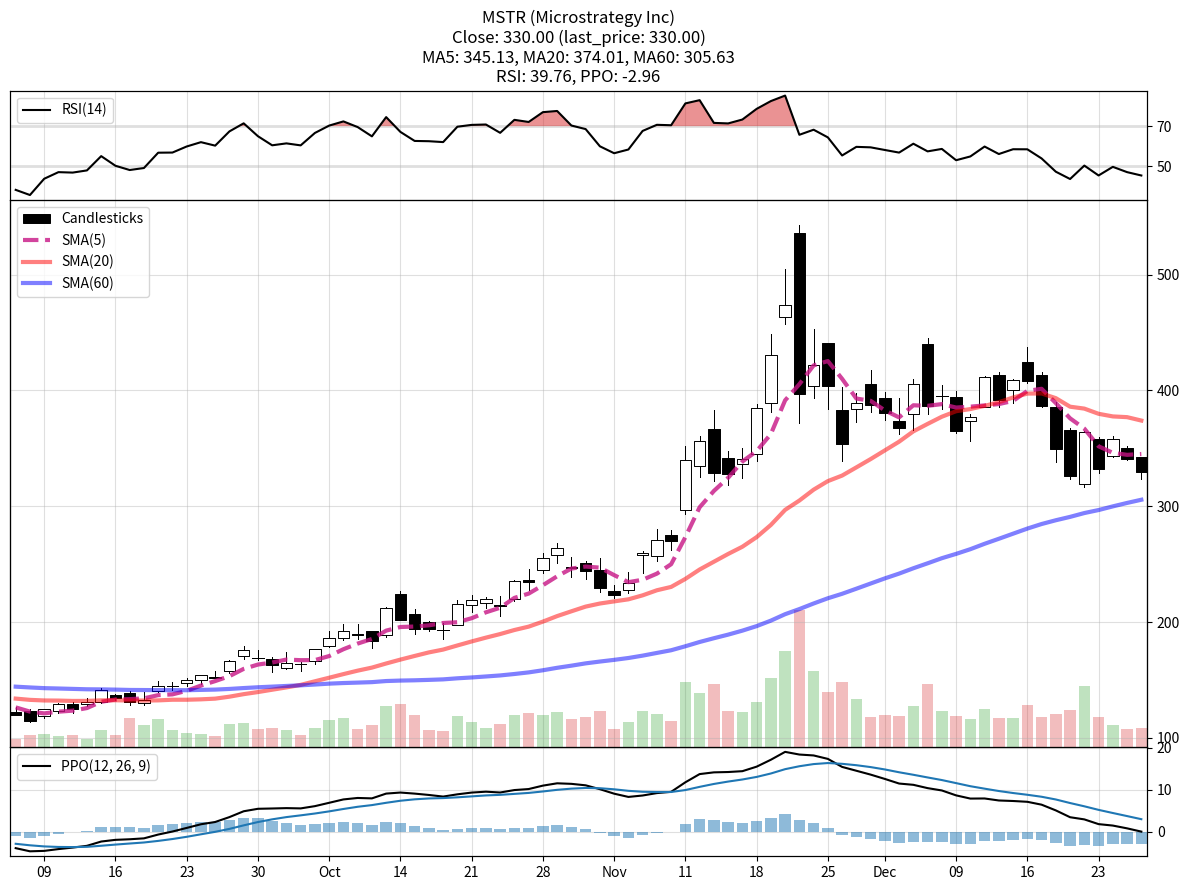 MSTR (Microstrategy Inc)
Close: 330.00 (last_price: 330.00)
MA5: 345.13, MA20: 374.01, MA60: 305.63
RSI: 39.76, PPO: -2.96
RSI(14)
70
50
Candlesticks
SMA(5)
SMA(20)
SMA(60)
500
400
300
200
100
PPO(12, 26, 9)
20
10
0
09 16 23 30 Oct 14 21 28 Nov 11 18 25 Dec 09 16 23